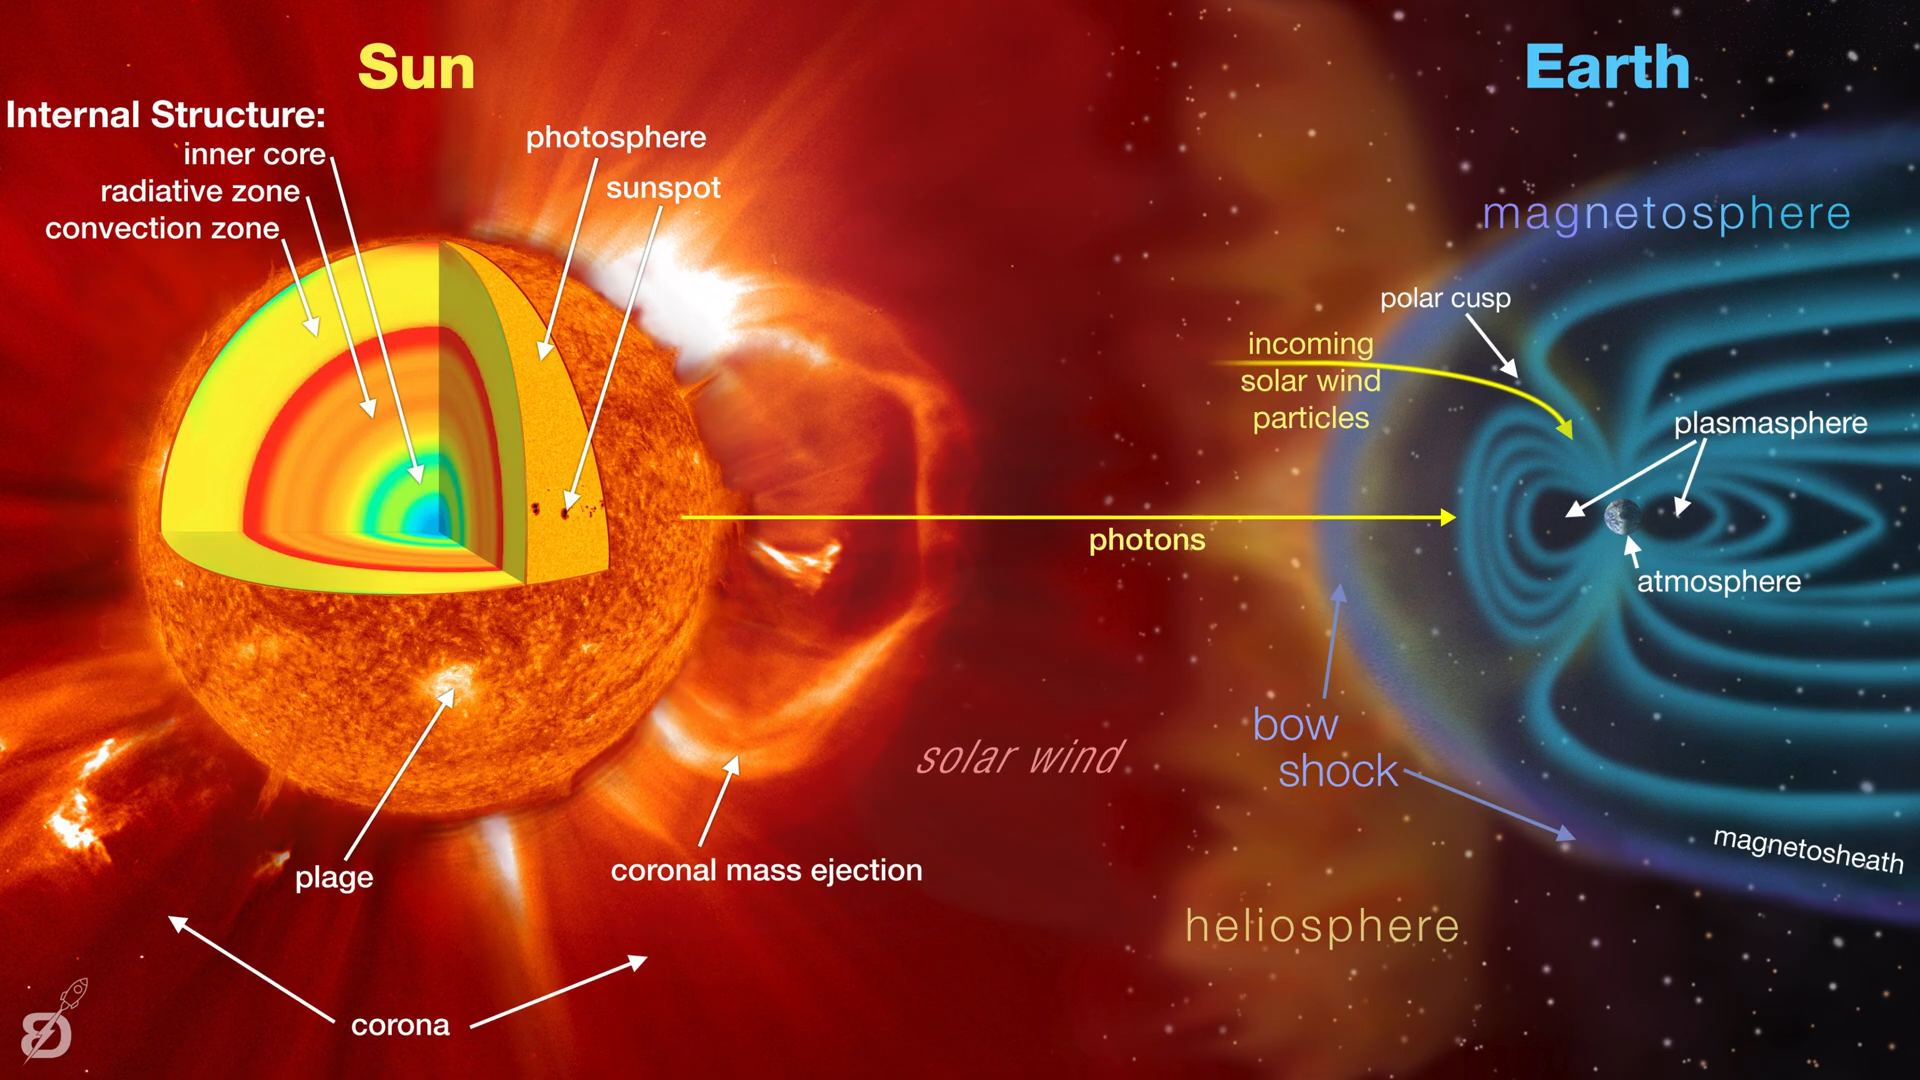 Sun
Earth
Internal Structure:
inner core
radiative zone
convection zone
photosphere
sunspot
magnetosphere
polar cusp
incoming
solar wind
particles
plasmasphere
photons
atmosphere
bow
shock
solar wind
magnetosheath
plage
coronal mass ejection
heliosphere
corona